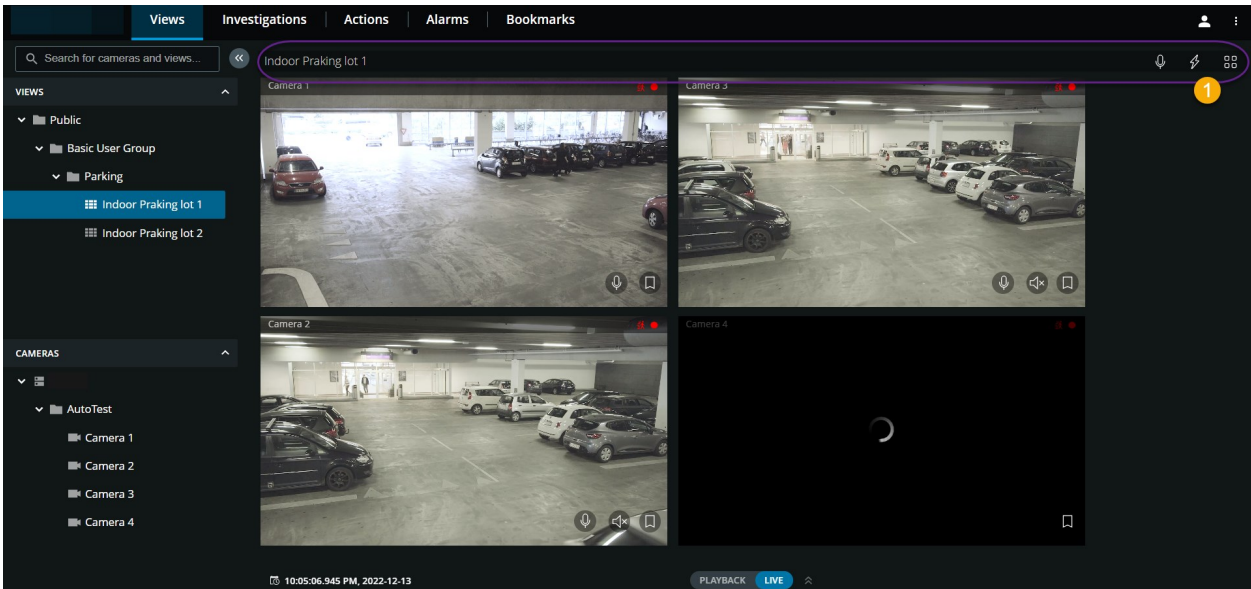 Views Investigations Actions Alarms Bookmarks
Search for cameras and views...
Indoor Praking lot 1
1
VIEWS
Public
Basic User Group
Parking
Indoor Praking lot 1
Indoor Praking lot 2
CAMERAS
AutoTest
Camera 1
Camera 2
Camera 3
Camera 4
Camera 1
Camera 3
Camera 2
Camera 4
10:05:06.945 PM, 2022-12-13
PLAYBACK LIVE